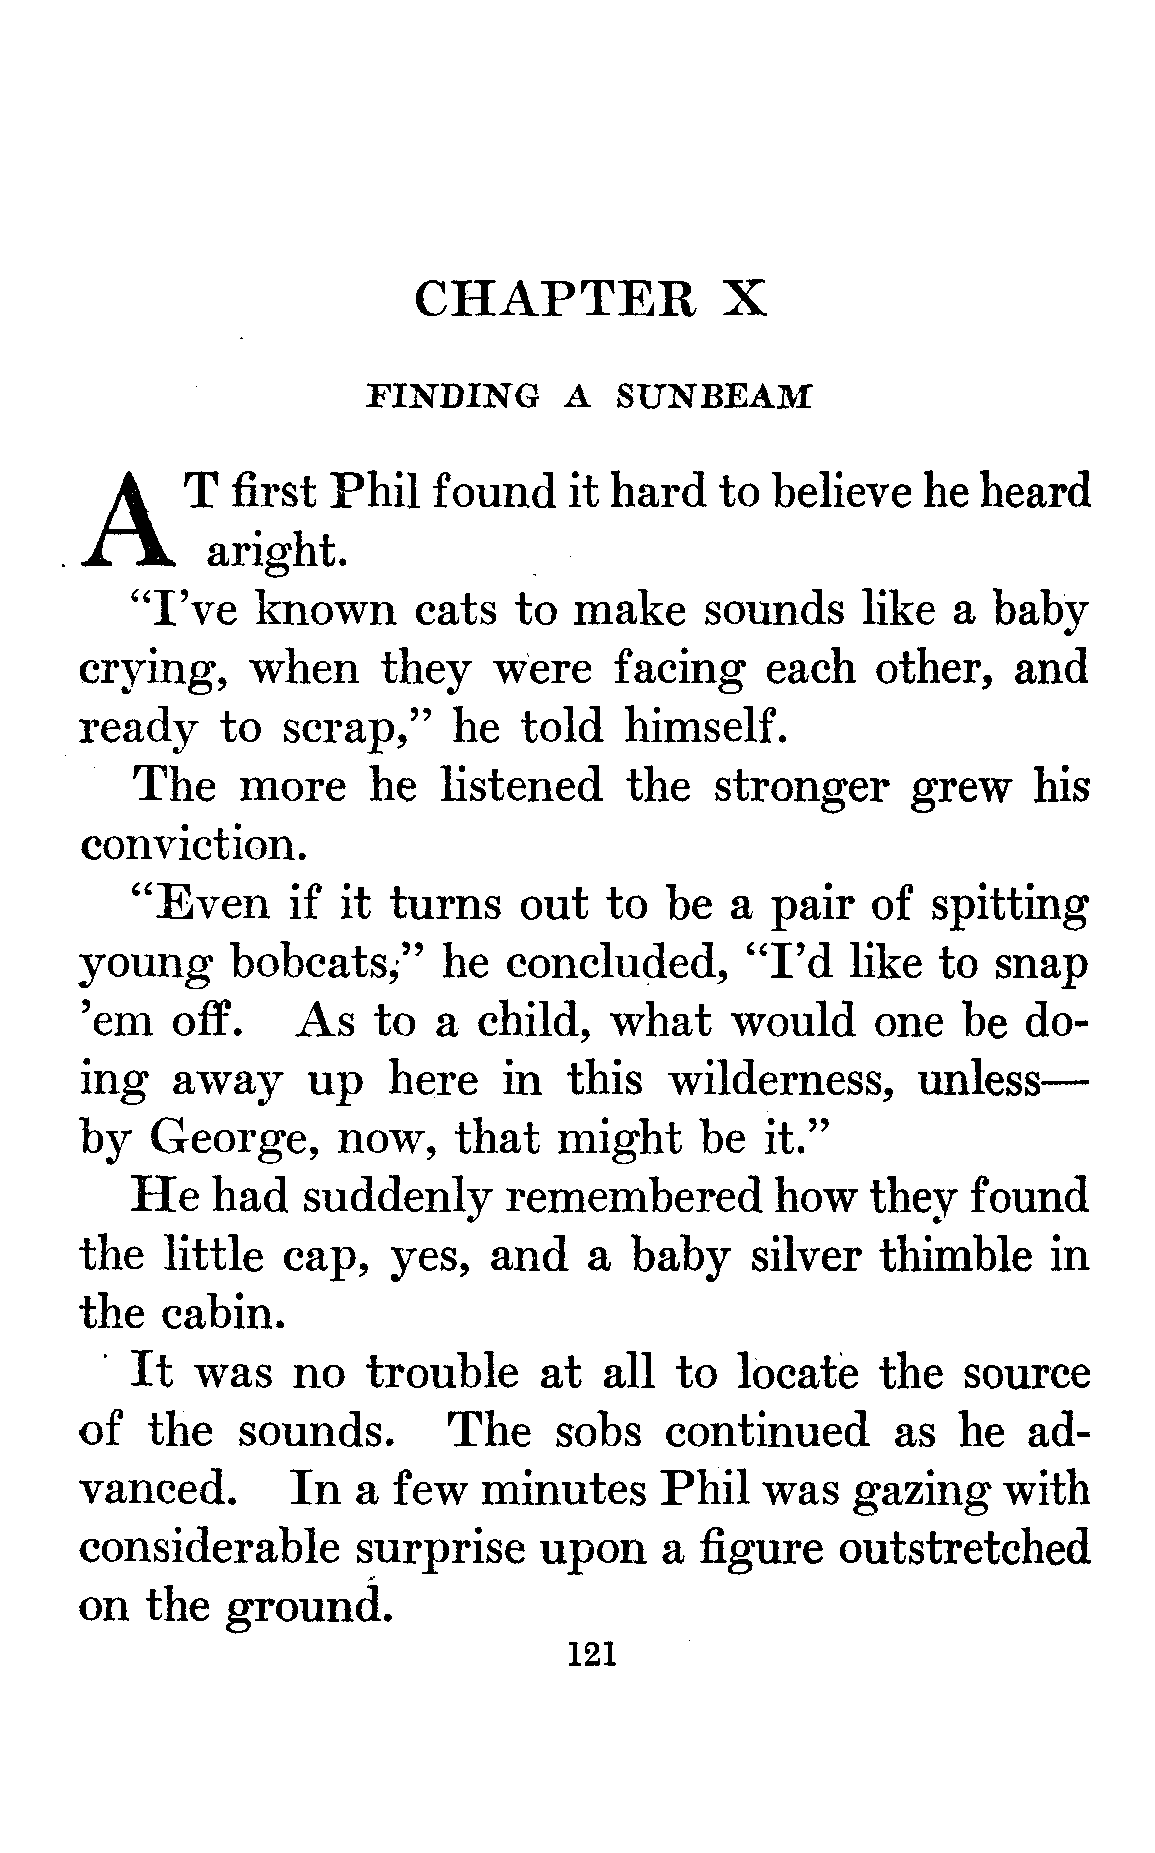 CHAPTER X
FINDING A SUNBEAM
AT first Phil found it hard to believe he heard
aright.
“I’ve known cats to make sounds like a baby
crying, when they were facing each other, and
ready to scrap,” he told himself.
The more he listened the stronger grew his
conviction.
“Even if it turns out to be a pair of spitting
young bobcats,” he concluded, “I’d like to snap
’em off. As to a child, what would one be do-
ing away up here in this wilderness, unless—
by George, now, that might be it.”
He had suddenly remembered how they found
the little cap, yes, and a baby silver thimble in
the cabin.
It was no trouble at all to locate the source
of the sounds. The sobs continued as he ad-
vanced. In a few minutes Phil was gazing with
considerable surprise upon a figure outstretched
on the ground.
121